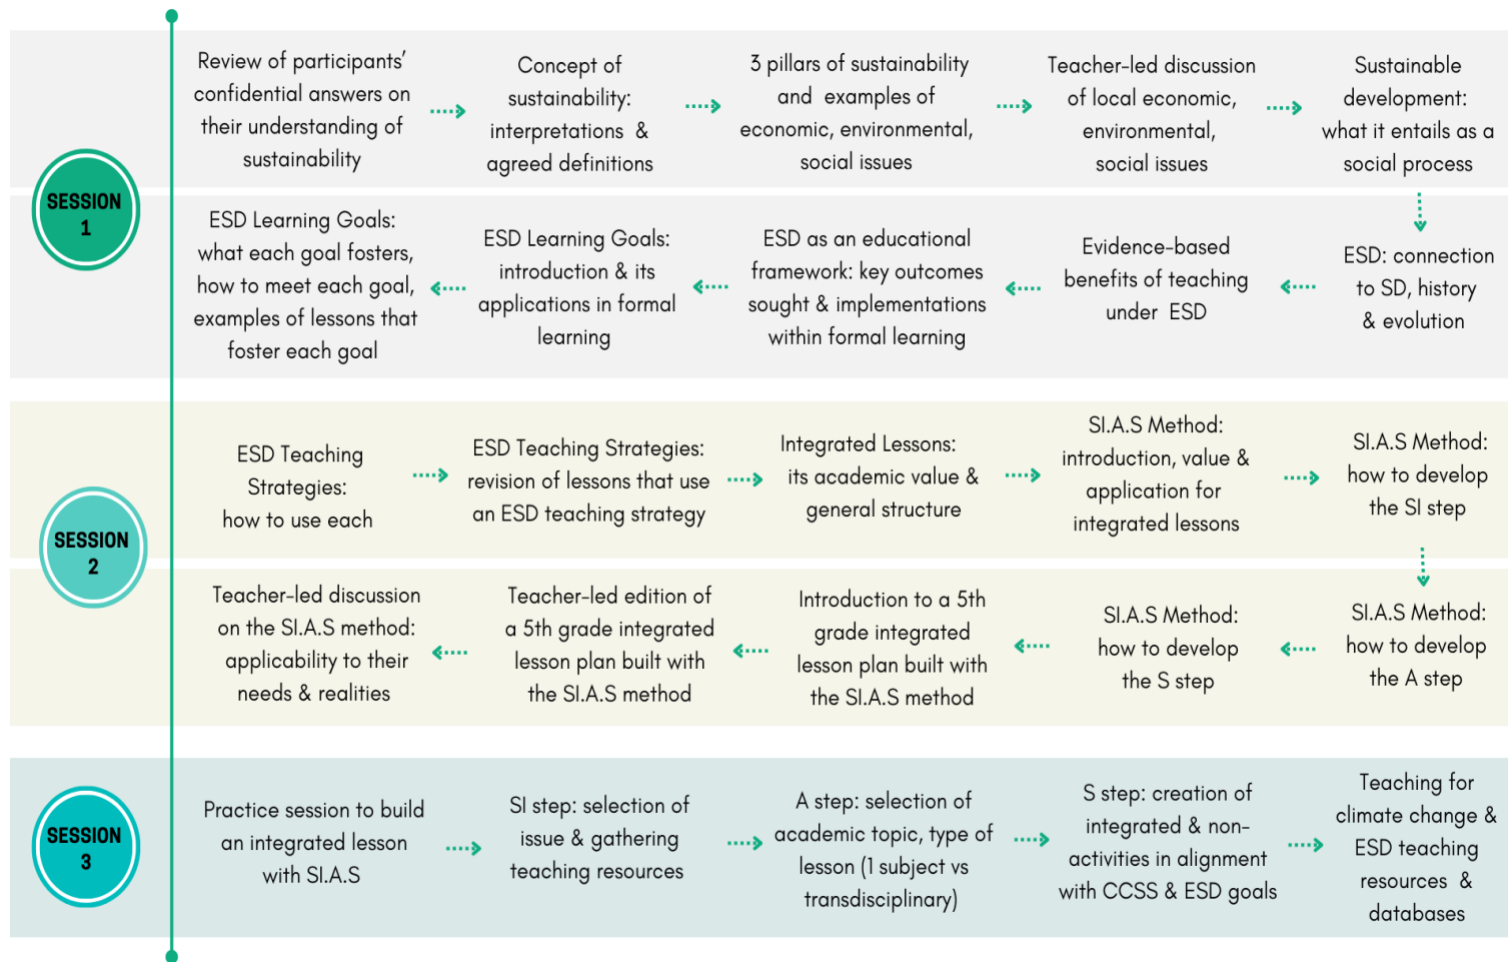 SESSION
1
Review of participants'
confidential answers on
their understanding of
sustainability
Concept of
sustainability:
interpretations &
agreed definitions
3 pillars of sustainability
and examples of
economic, environmental,
social issues
Teacher-led discussion
of local economic,
environmental,
social issues
Sustainable
development:
what it entails as a
social process
ESD: connection
to SD, history
& evolution
Evidence-based
benefits of teaching
under ESD
ESD as an educational
framework: key outcomes
sought & implementations
within formal learning
ESD Learning Goals:
introduction & its
applications in formal
learning
ESD Learning Goals:
what each goal fosters,
how to meet each goal,
examples of lessons that
foster each goal
SESSION
2
ESD Teaching
Strategies:
how to use each
ESD Teaching Strategies:
revision of lessons that use
an ESD teaching strategy
Integrated Lessons:
its academic value &
general structure
SI.A.S Method:
introduction, value &
application for
integrated lessons
SI.A.S Method:
how to develop
the SI step
SI.A.S Method:
how to develop
the A step
SI.A.S Method:
how to develop
the S step
Introduction to a 5th
grade integrated
lesson plan built with
the SI.A.S method
Teacher-led edition of
a 5th grade integrated
lesson plan built with
the SI.A.S method
Teacher-led discussion
on the SI.A.S method:
applicability to their
needs & realities
SESSION
3
Practice session to build
an integrated lesson
with SI.A.S
SI step: selection of
issue & gathering
teaching resources
A step: selection of
academic topic, type of
lesson (1 subject vs
transdisciplinary)
S step: creation of
integrated & non-
activities in alignment
with CCSS & ESD goals
Teaching for
climate change &
ESD teaching
resources &
databases